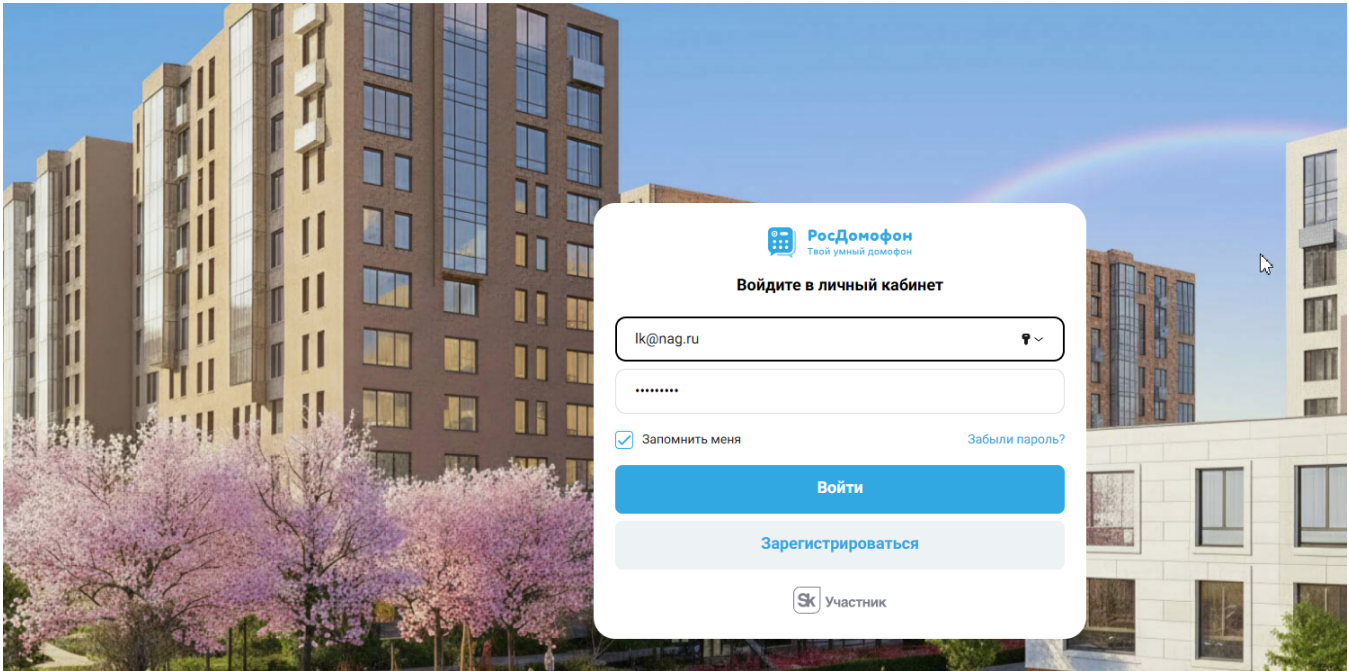 РосДомофон
Твой умный домофон
Войдите в личный кабинет
lk@nag.ru
•••••••••
Запомнить меня
Забыли пароль?
Войти
Зарегистрироваться
Sk Участник